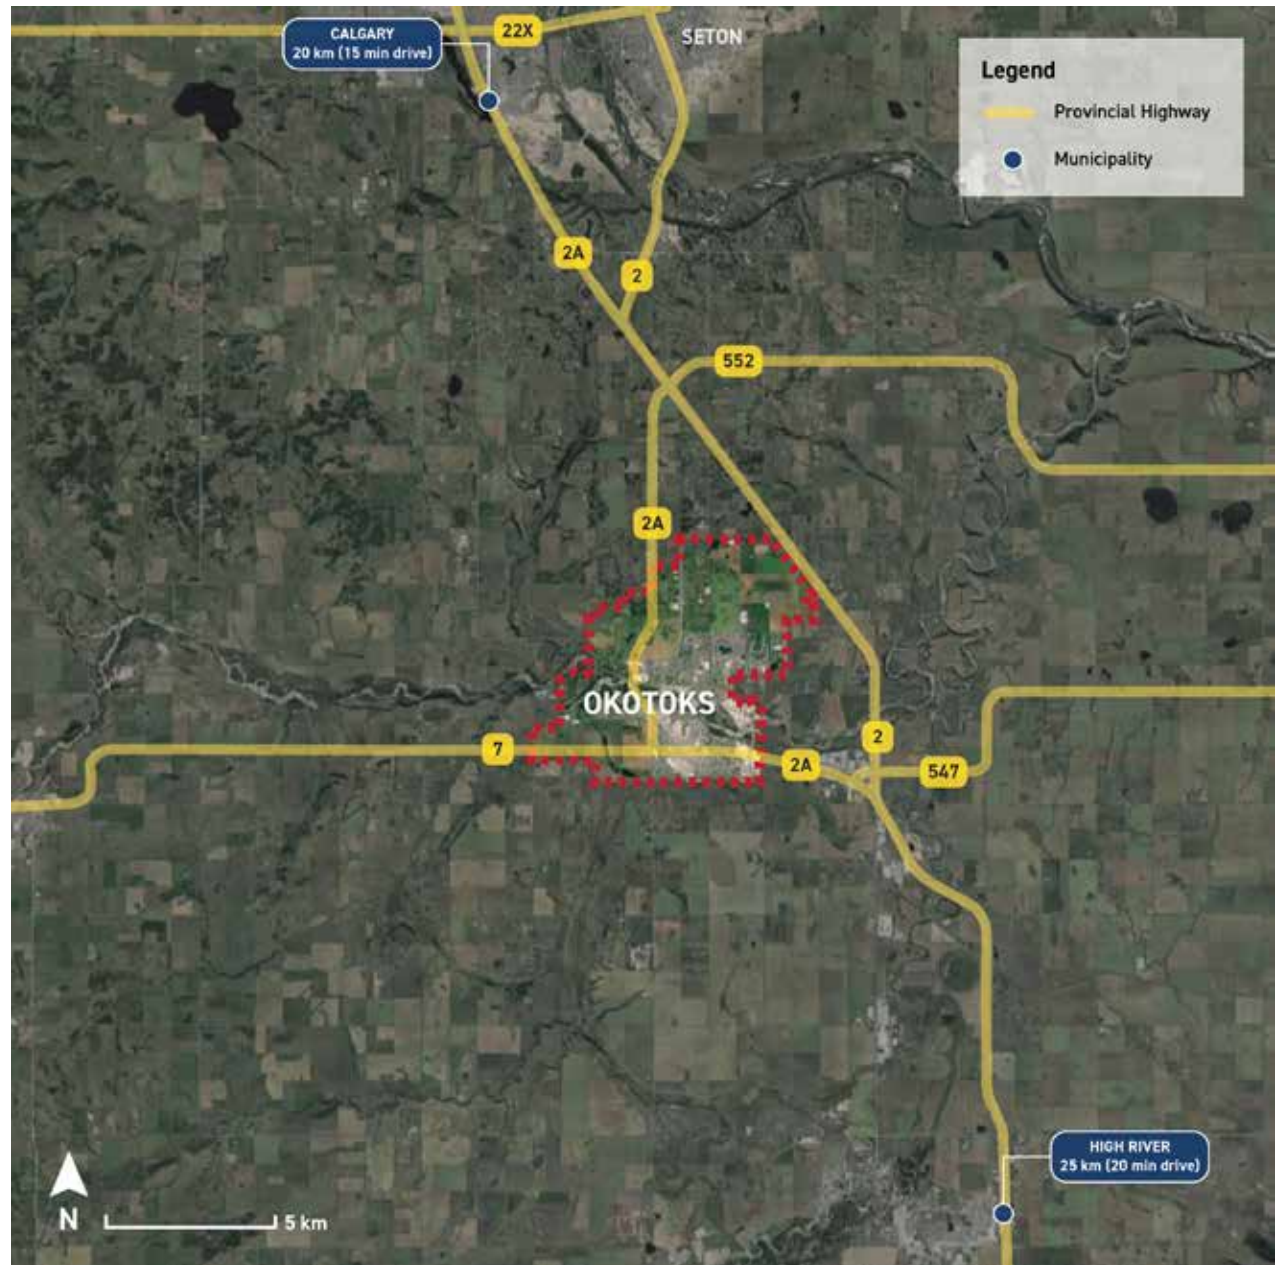 22X
CALGARY
20 km (15 min drive)
SETON
Legend
Provincial Highway
Municipality
2A
2
552
2A
OKOTOKS
7
2A
2
547
HIGH RIVER
25 km (20 min drive)
N
5 km